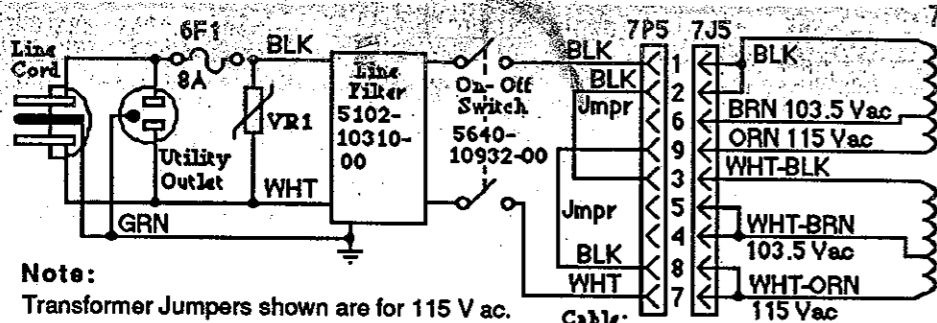 7
6F1
7P5 7J5
Line
Cord
BLK
8A
Line
Filter
5102-
10310-
00
On-Off
Switch
5640-
10932-00
VR1
Utility
Outlet
WHT
GRN
BLK
BLK
Jmpr
Jmpr
BLK
WHT
1
2
6
9
3
5
4
8
7
BLK
BRN 103.5 Vac
ORN 115 Vac
WHT-BLK
WHT-BRN
103.5 Vac
WHT-ORN
115 Vac
Note:
Transformer Jumpers shown are for 115 V ac.
Cable: